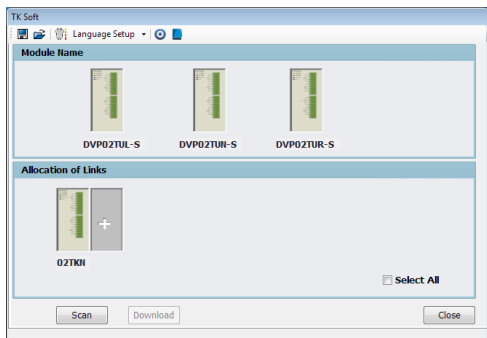 TK Soft
Language Setup
Module Name
DVP02TUL-S DVP02TUN-S DVP02TUR-S
Allocation of Links
+
02TKN
Select All
Scan Download Close